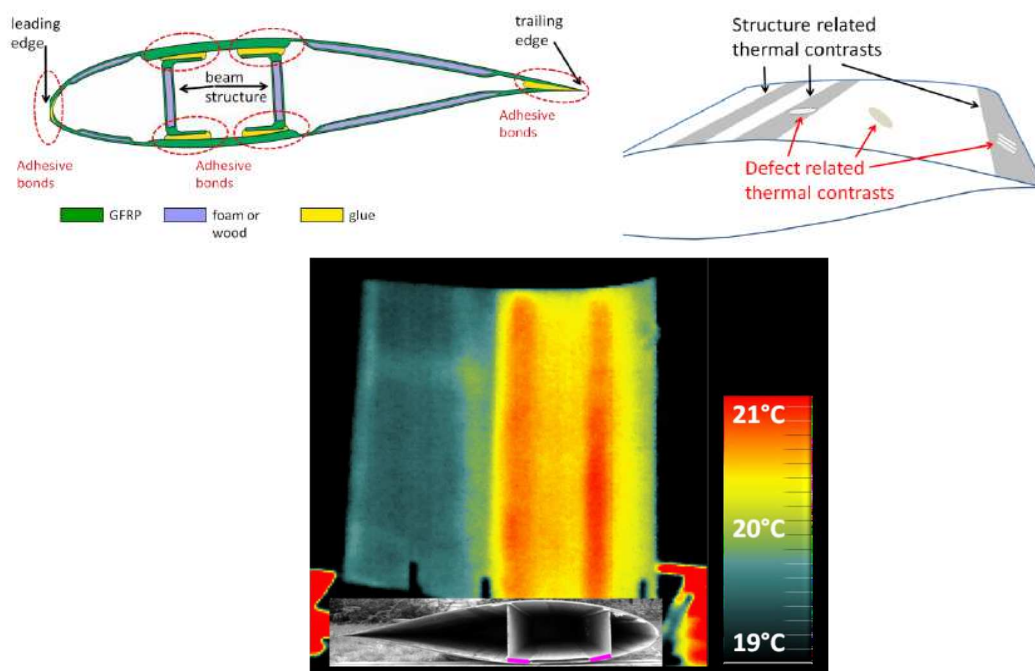 leading
edge
trailing
edge
beam
structure
Adhesive
bonds
Adhesive
bonds
Adhesive
bonds
GFRP
foam or
wood
glue
Structure related
thermal contrasts
Defect related
thermal contrasts
21°C
20°C
19°C